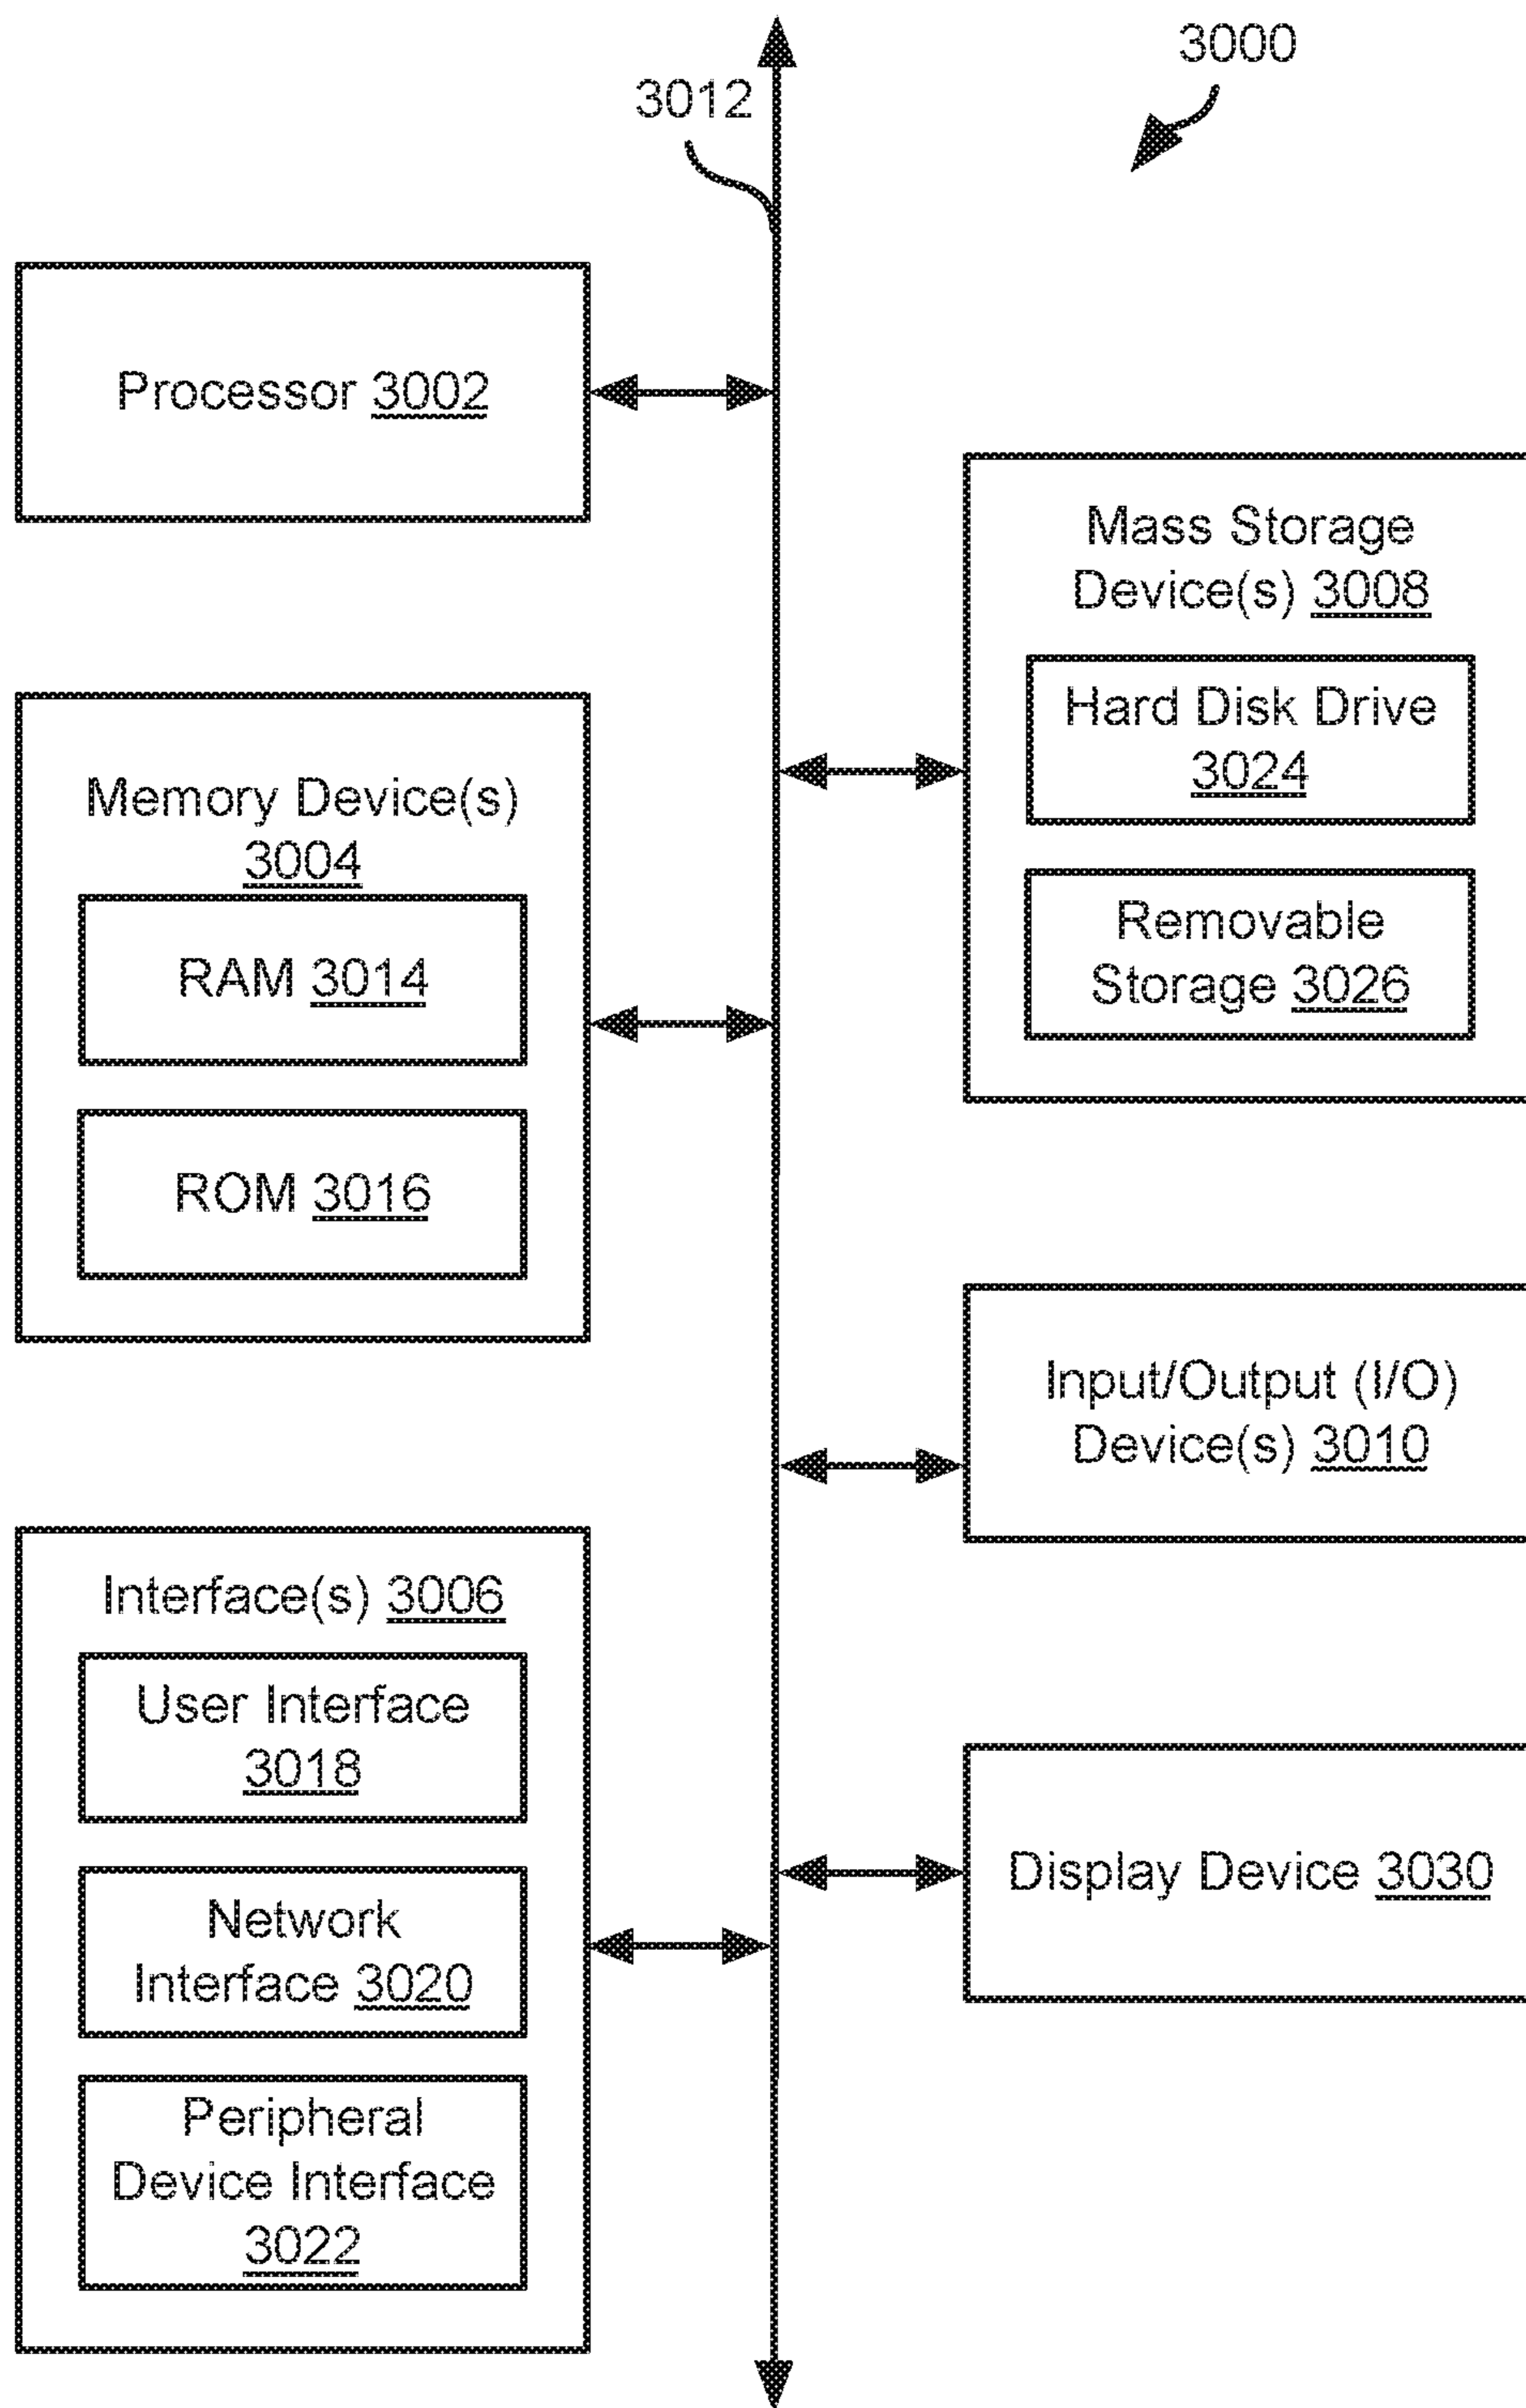 3000
3012
Processor 3002
Mass Storage
Device(s) 3008
Hard Disk Drive
3024
Removable
Storage 3026
Memory Device(s)
3004
RAM 3014
ROM 3016
Input/Output (I/O)
Device(s) 3010
Interface(s) 3006
User Interface
3018
Network
Interface 3020
Peripheral
Device Interface
3022
Display Device 3030